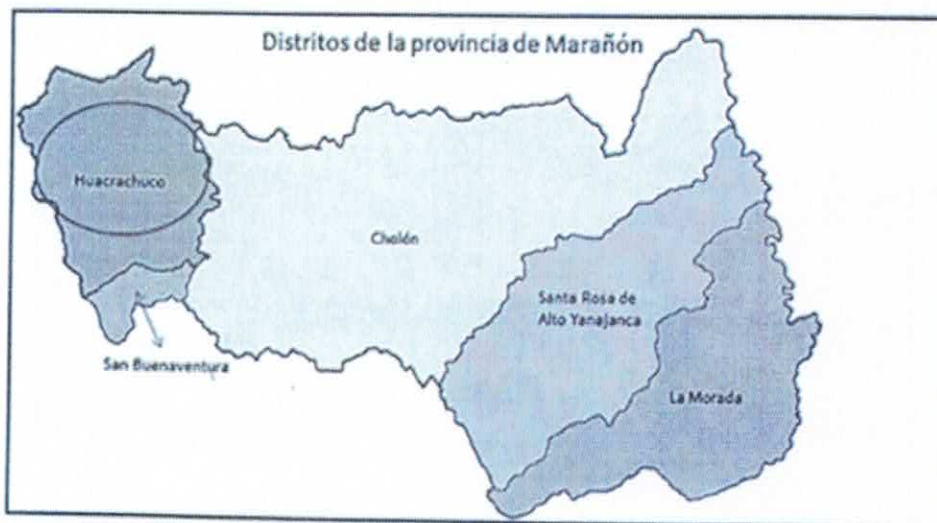 Distritos de la provincia de Marañón
Huacrachuco
Cholón
Santa Rosa de
Alto Yanajanca
San Buenaventura
La Morada